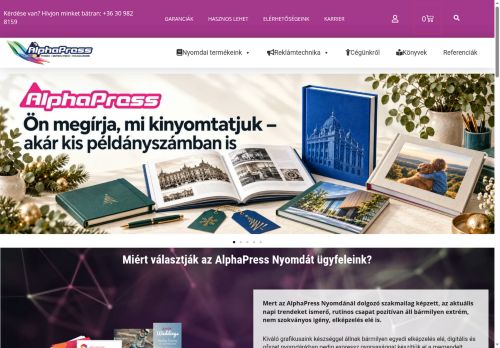 Kérdése van? Hívjon minket bátran: +36 30 982 8159
GARANCIÁK
HASZNOS LEHET
ELÉRHETŐSÉGEINK
KARRIER
0
AlphaPress
Nyomdai termékeink
Reklámtechnika
Cégünkről
Könyvek
Referenciák
AlphaPress
Ön megírja, mi kinyomtatjuk –
akár kis példányszámban is
Miért választják az AlphaPress Nyomdát ügyfeleink?
Mert az AlphaPress Nyomdánál dolgozó szakmailag képzett, az aktuális
napi trendeket ismerő, rutinos csapat pozitívan áll bármilyen extrém,
nem szokványos igény, elképzelés elé is.
Kiváló grafikusaink készséggel állnak bármilyen egyedi elképzelés elé, digitális és
Weddings